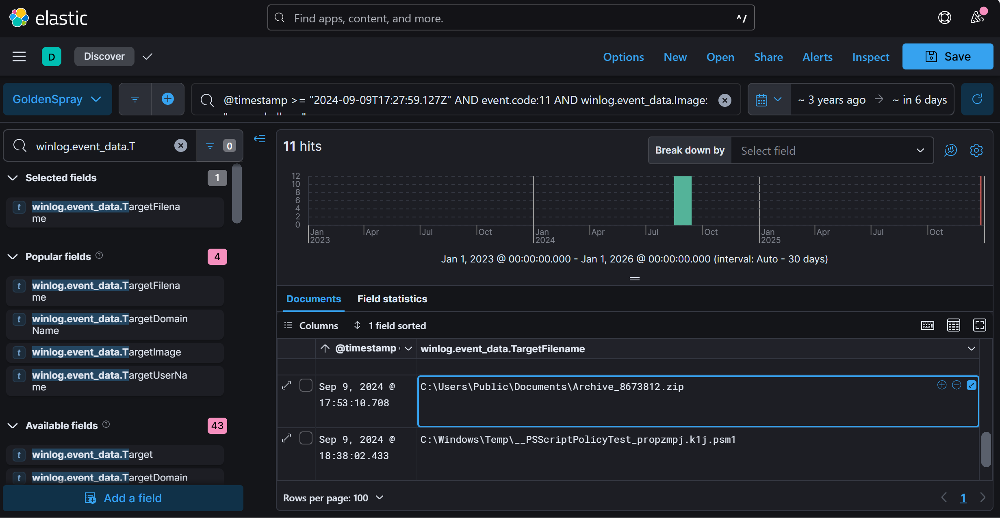 elastic
Find apps, content, and more.
^/
D
Discover
Options
New
Open
Share
Alerts
Inspect
Save
GoldenSpray
@timestamp >= "2024-09-09T17:27:59.127Z" AND event.code:11 AND winlog.event_data.Image:
~ 3 years ago
~ in 6 days
winlog.event_data.T
0
Selected fields
1
t
winlog.event_data.TargetFilena
me
Popular fields
4
t
winlog.event_data.TargetFilena
me
t
winlog.event_data.TargetDomain
Name
t
winlog.event_data.TargetImage
t
winlog.event_data.TargetUserNa
me
Available fields
43
t
winlog.event_data.Target
t
winlog.event_data.TargetDomain
Add a field
11 hits
Break down by
Select field
12
10
8
6
4
2
0
Jan
2023
Apr
Jul
Oct
Jan
2024
Apr
Jul
Oct
Jan
2025
Apr
Jul
Oct
Jan 1, 2023 @ 00:00:00.000 - Jan 1, 2026 @ 00:00:00.000 (interval: Auto - 30 days)
Documents
Field statistics
Columns
1 field sorted
@timestamp
winlog.event_data.TargetFilename
Sep 9, 2024 @
17:53:10.708
C:\Users\Public\Documents\Archive_8673812.zip
Sep 9, 2024 @
18:38:02.433
C:\Windows\Temp\__PSScriptPolicyTest_propzmpj.k1j.psm1
Rows per page: 100
1